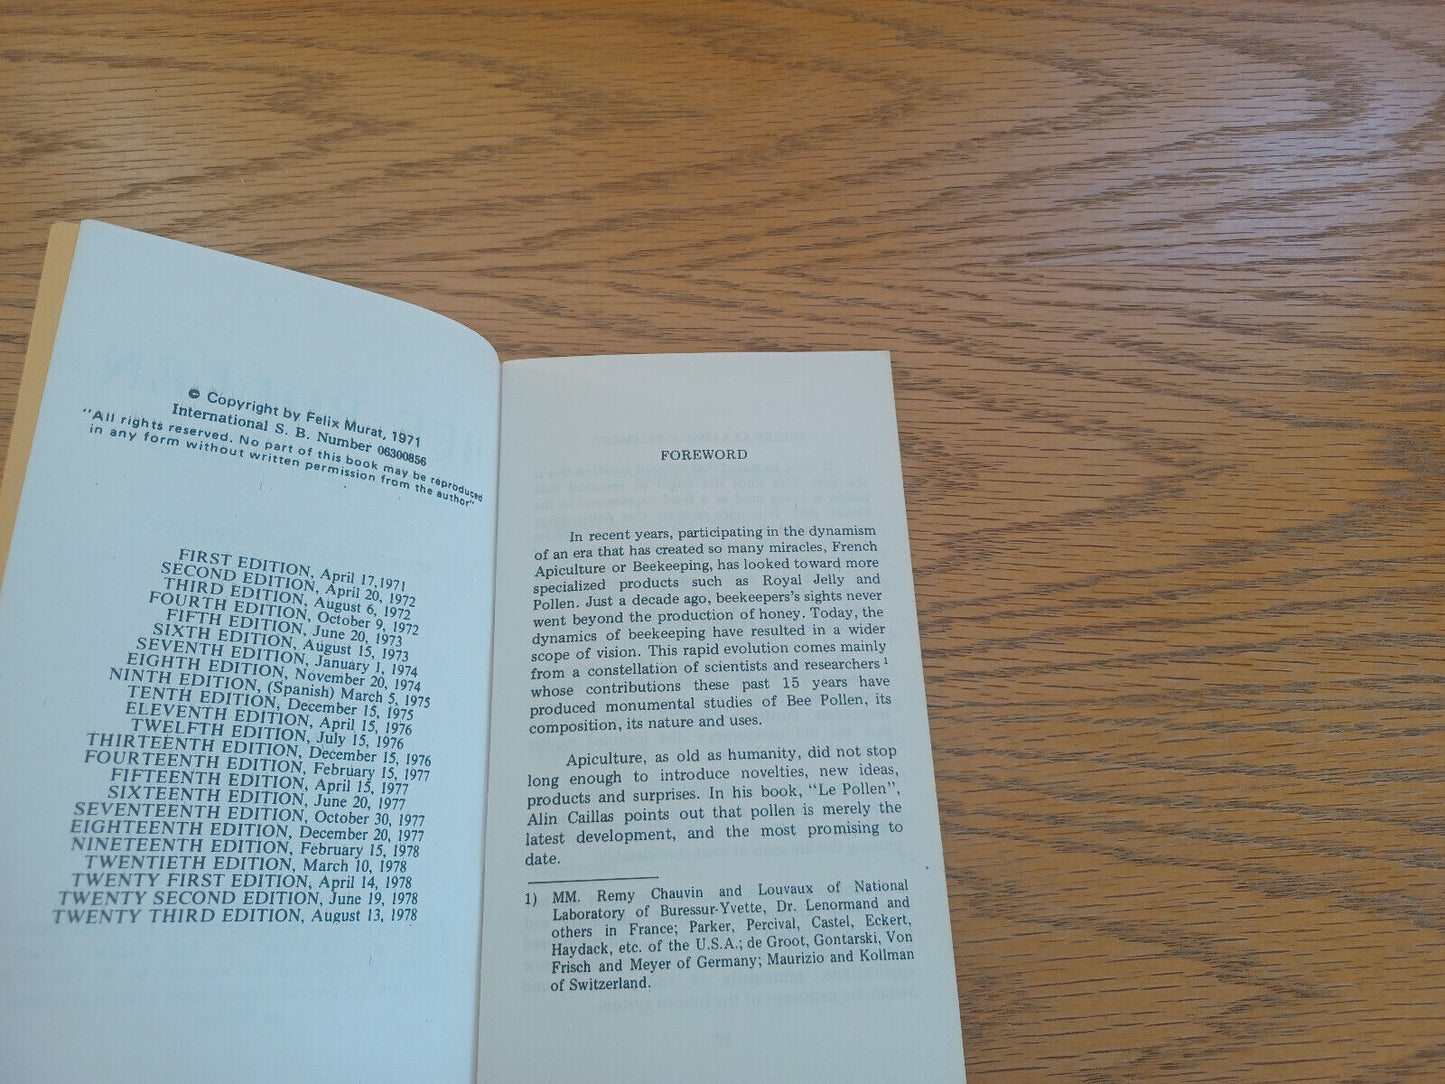 © Copyright by Felix Murat, 1971
International S. B. Number 06300856
"All rights reserved. No part of this book may be reproduced
in any form without written permission from the author"
FIRST EDITION, April 17,1971
SECOND EDITION, April 20, 1972
THIRD EDITION, August 6, 1972
FOURTH EDITION, October 9, 1972
FIFTH EDITION, June 20, 1973
SIXTH EDITION, August 15, 1973
SEVENTH EDITION, January 1, 1974
EIGHTH EDITION, November 20, 1974
NINTH EDITION, (Spanish) March 5, 1975
TENTH EDITION, December 15, 1975
ELEVENTH EDITION, April 15, 1976
TWELFTH EDITION, July 15, 1976
THIRTEENTH EDITION, December 15, 1976
FOURTEENTH EDITION, February 15, 1977
FIFTEENTH EDITION, April 15, 1977
SIXTEENTH EDITION, June 20, 1977
SEVENTEENTH EDITION, October 30, 1977
EIGHTEENTH EDITION, December 20, 1977
NINETEENTH EDITION, February 15, 1978
TWENTIETH EDITION, March 10, 1978
TWENTY FIRST EDITION, April 14, 1978
TWENTY SECOND EDITION, June 19, 1978
TWENTY THIRD EDITION, August 13, 1978
FOREWORD
In recent years, participating in the dynamism
of an era that has created so many miracles, French
Apiculture or Beekeeping, has looked toward more
specialized products such as Royal Jelly and
Pollen. Just a decade ago, beekeepers's sights never
went beyond the production of honey. Today, the
dynamics of beekeeping have resulted in a wider
scope of vision. This rapid evolution comes mainly
from a constellation of scientists and researchers¹
whose contributions these past 15 years have
produced monumental studies of Bee Pollen, its
composition, its nature and uses.
Apiculture, as old as humanity, did not stop
long enough to introduce novelties, new ideas,
products and surprises. In his book, "Le Pollen",
Alin Caillas points out that pollen is merely the
latest development, and the most promising to
date.
1) MM. Remy Chauvin and Louvaux of National
Laboratory of Buressur-Yvette, Dr. Lenormand and
others in France; Parker, Percival, Castel, Eckert,
Haydack, etc. of the U.S.A.; de Groot, Gontarski, Von
Frisch and Meyer of Germany; Maurizio and Kollman
of Switzerland.